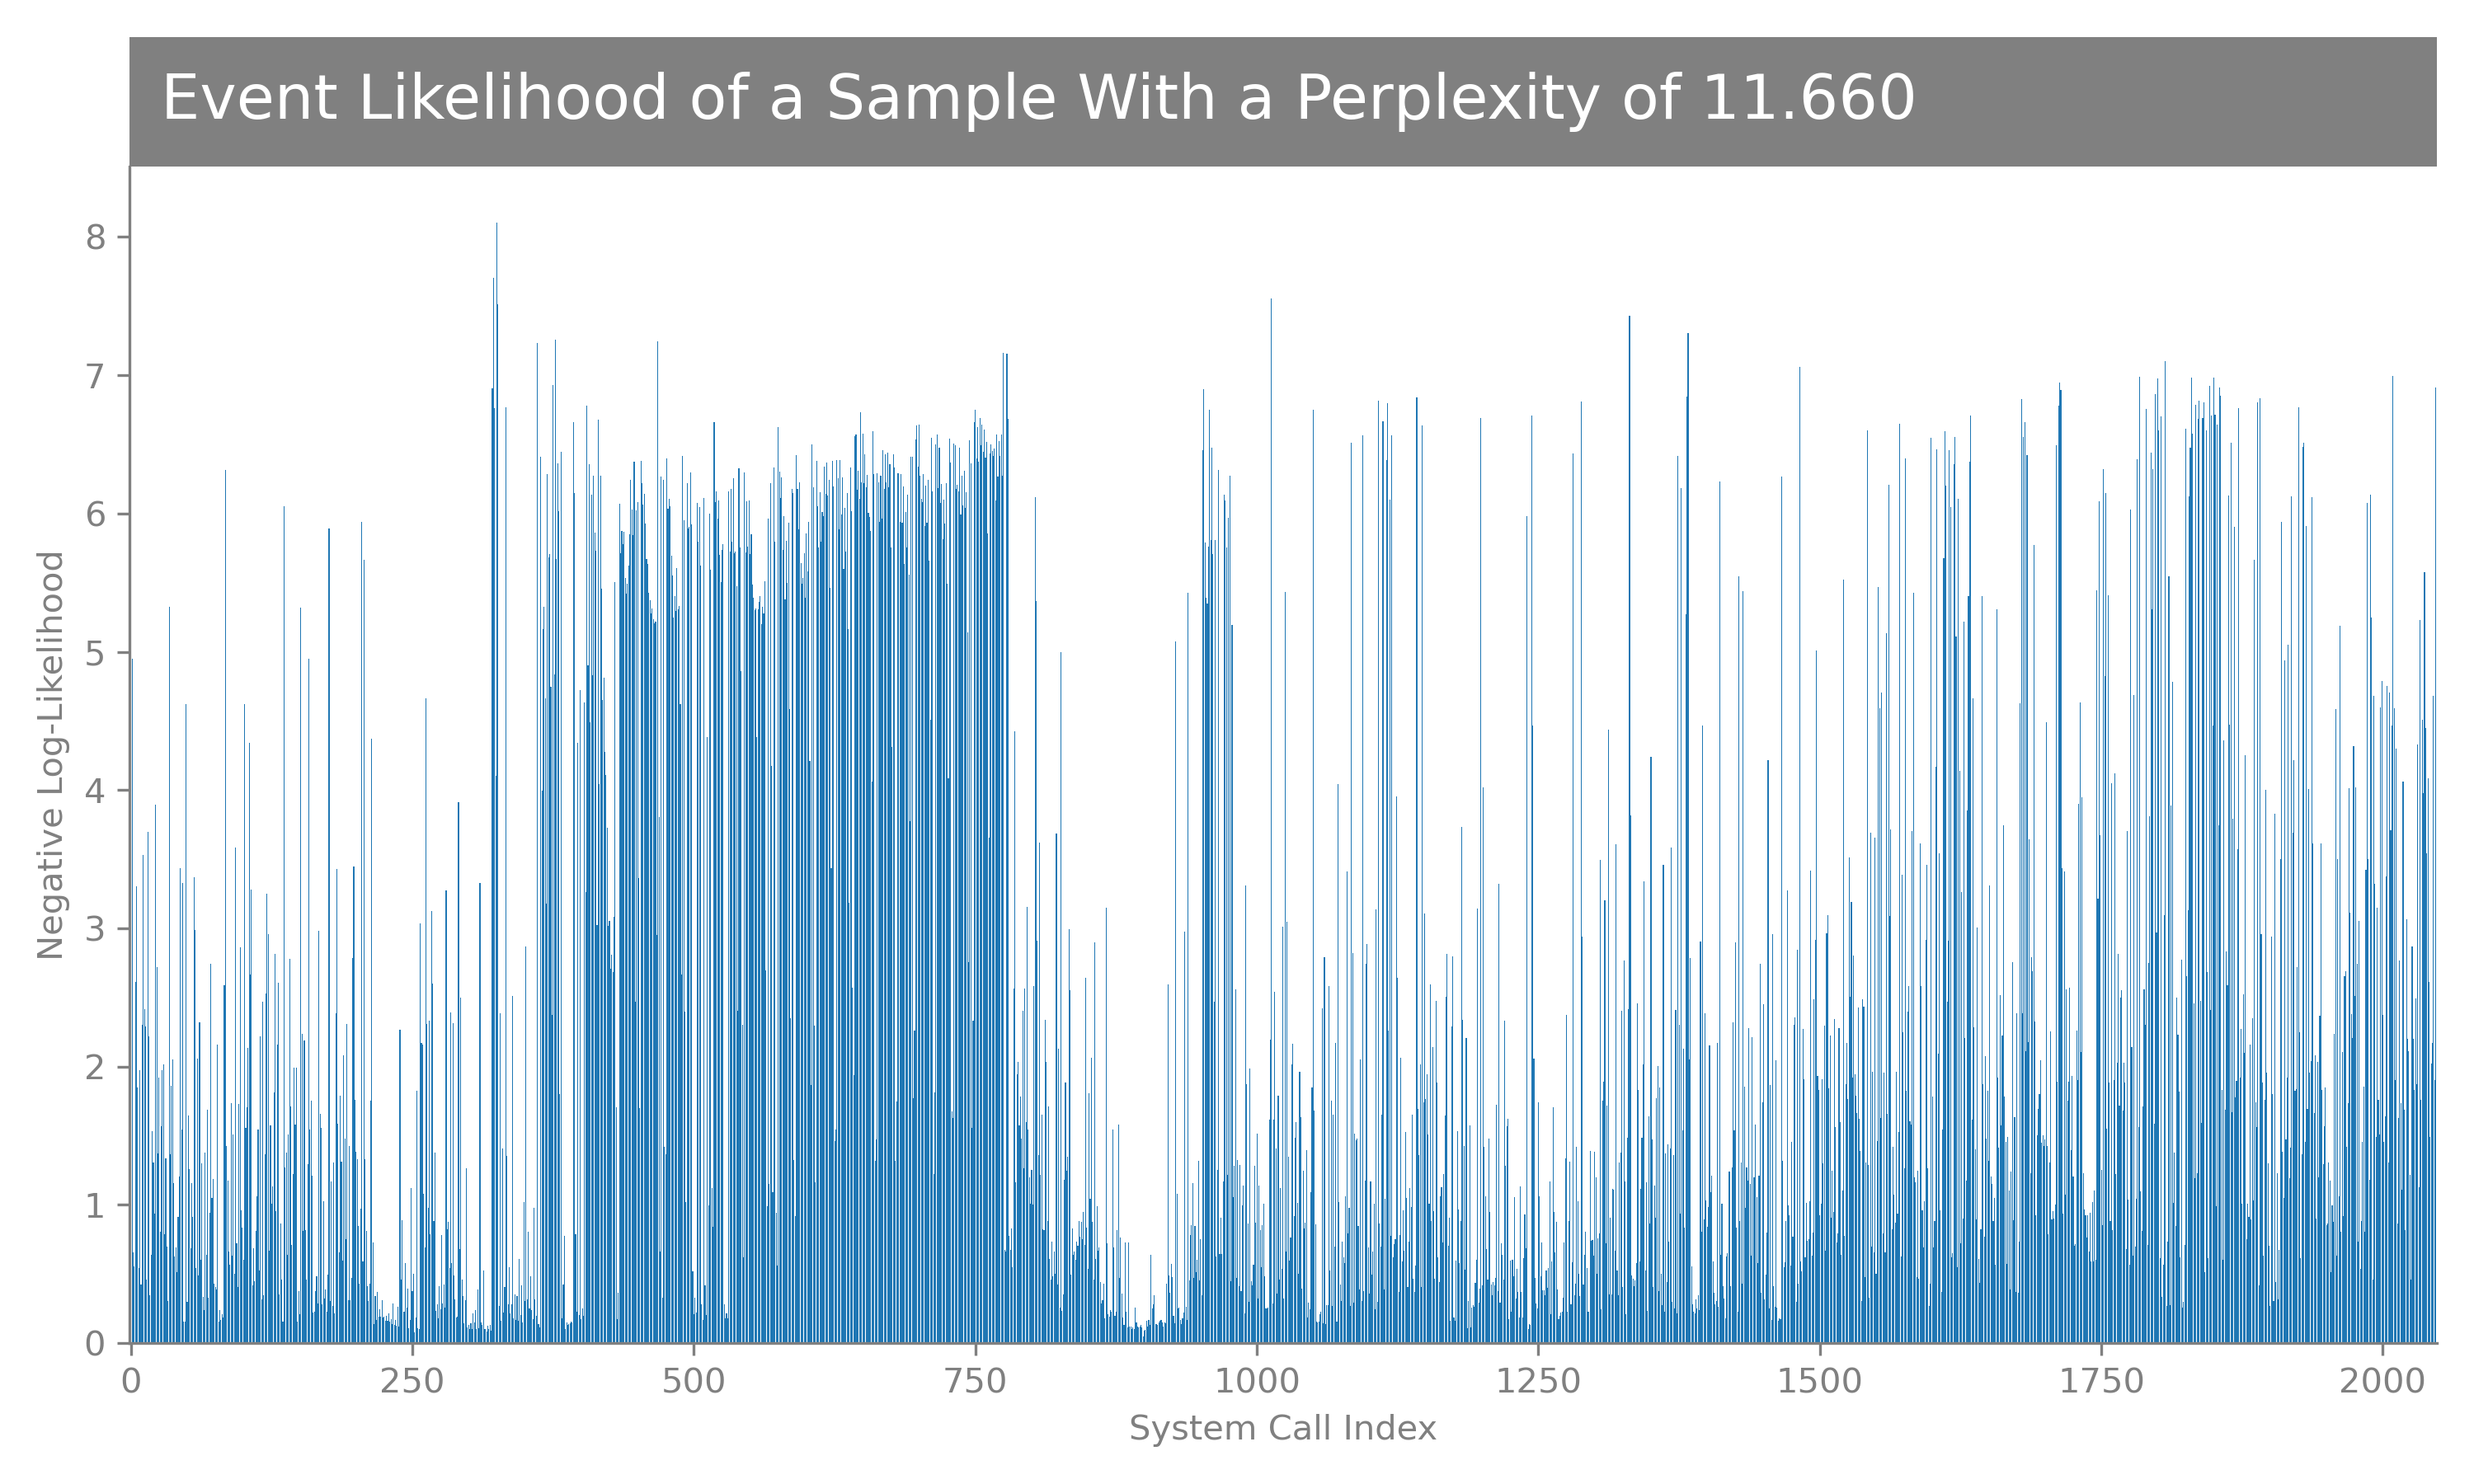 Event Likelihood of a Sample With a Perplexity of 11.660
Negative Log-Likelihood
8
7
6
5
4
3
2
1
0
0 250 500 750 1000 1250 1500 1750 2000
System Call Index